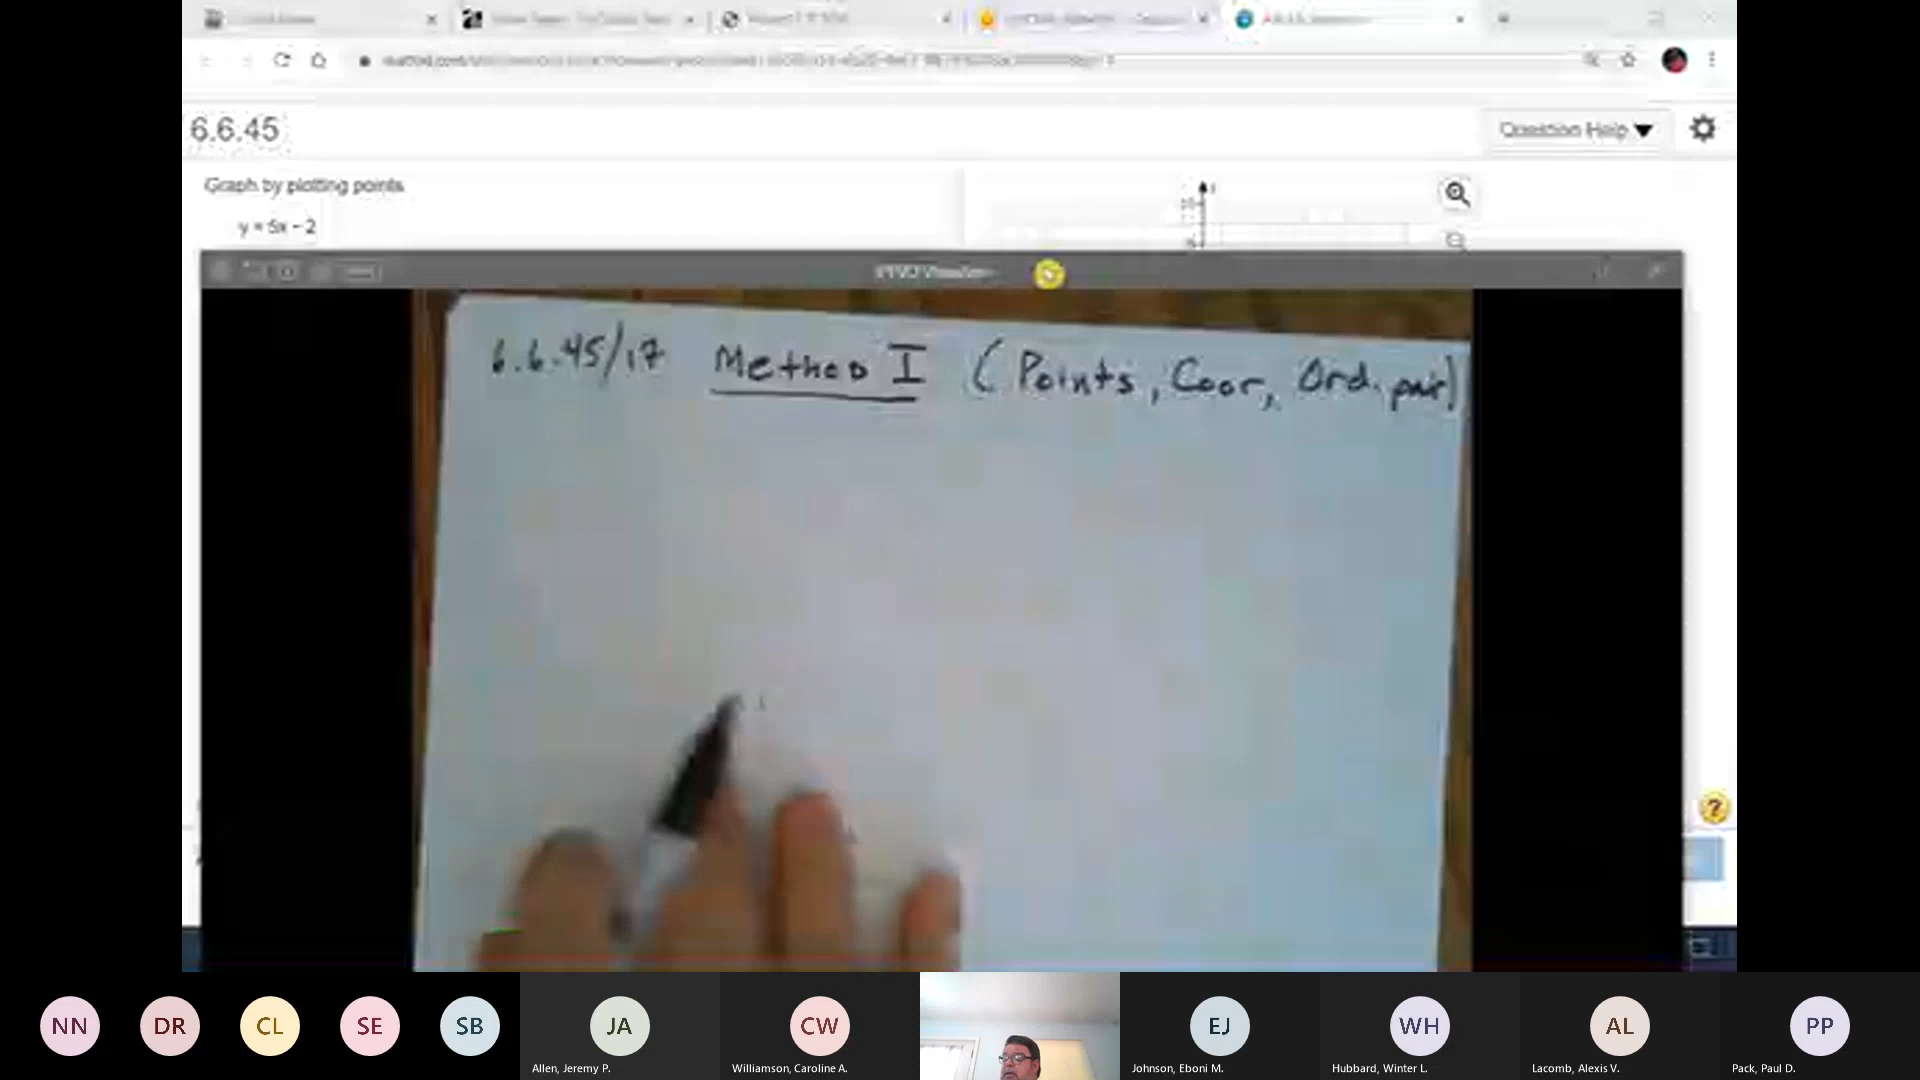 6.6.45
Question Help
Graph by plotting points.
y = 5x - 2
6.6.45/17 Method I (Points, Coor, Ord. pair)
?
NN
DR
CL
SE
SB
JA
Allen, Jeremy P.
CW
Williamson, Caroline A.
EJ
Johnson, Eboni M.
WH
Hubbard, Winter L.
AL
Lacomb, Alexis V.
PP
Pack, Paul D.